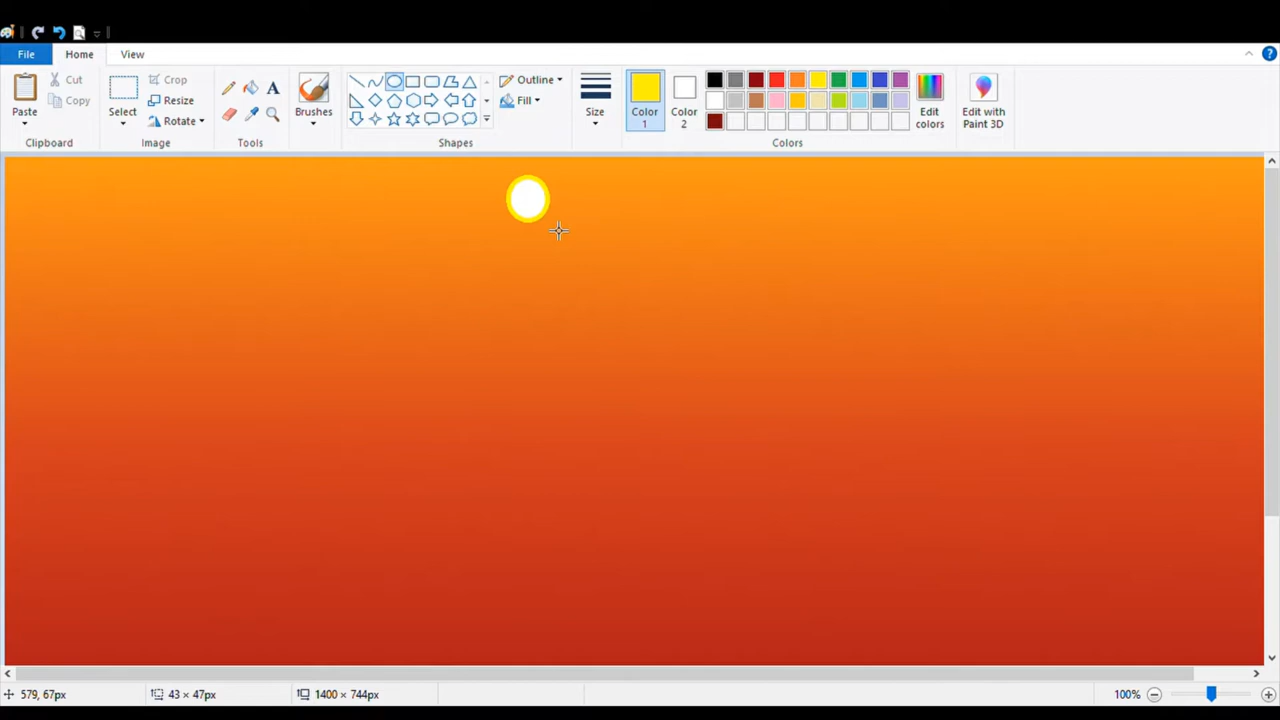 File Home View
Paste
Cut
Copy
Clipboard
Select
Crop
Resize
Rotate
Image
A
Tools
Brushes
Outline
Fill
Shapes
Size
Color 1
Color 2
Edit colors
Colors
Edit with Paint 3D
?
579, 67px 43 × 47px 1400 × 744px 100%